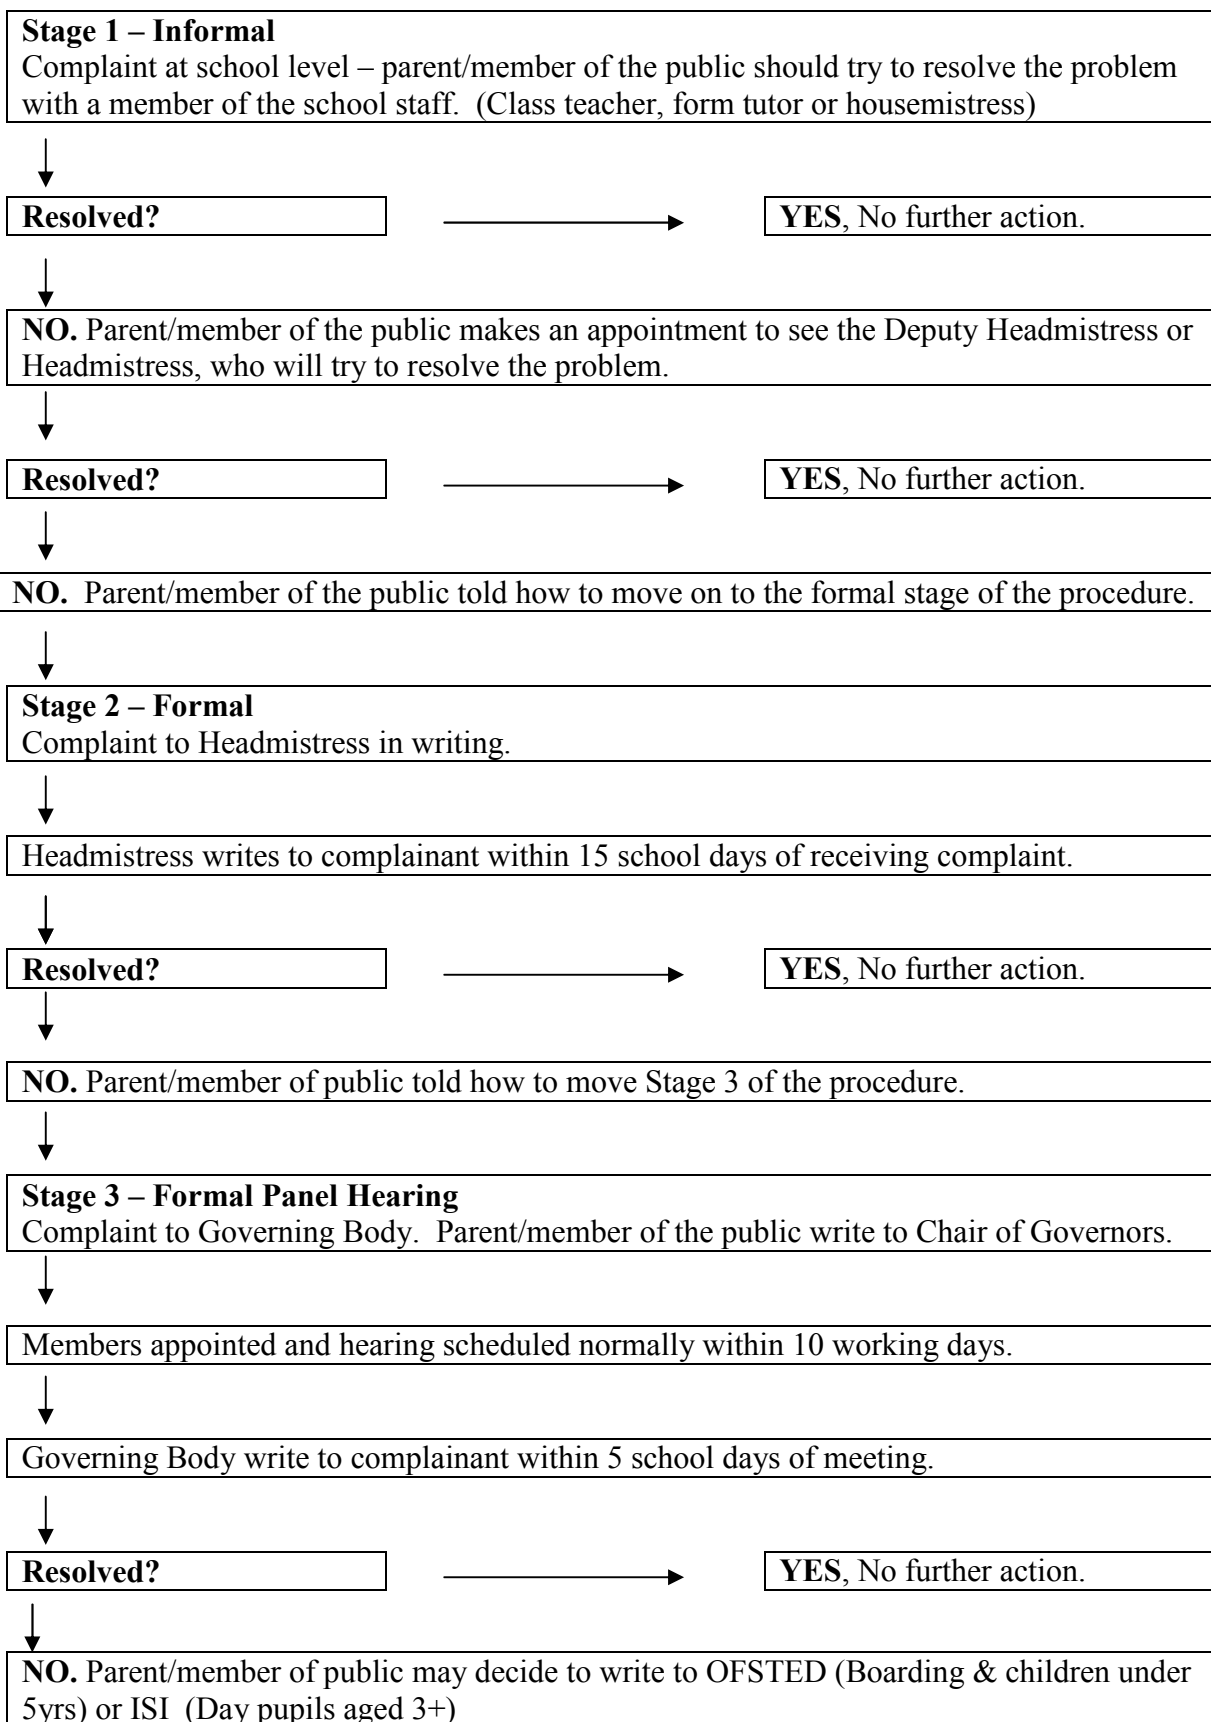 Stage 1 – Informal
Complaint at school level – parent/member of the public should try to resolve the problem
with a member of the school staff.  (Class teacher, form tutor or housemistress)
Resolved?
YES, No further action.
NO. Parent/member of the public makes an appointment to see the Deputy Headmistress or
Headmistress, who will try to resolve the problem.
Resolved?
YES, No further action.
NO.  Parent/member of the public told how to move on to the formal stage of the procedure.
Stage 2 – Formal
Complaint to Headmistress in writing.
Headmistress writes to complainant within 15 school days of receiving complaint.
Resolved?
YES, No further action.
NO. Parent/member of public told how to move Stage 3 of the procedure.
Stage 3 – Formal Panel Hearing
Complaint to Governing Body.  Parent/member of the public write to Chair of Governors.
Members appointed and hearing scheduled normally within 10 working days.
Governing Body write to complainant within 5 school days of meeting.
Resolved?
YES, No further action.
NO. Parent/member of public may decide to write to OFSTED (Boarding & children under
5yrs) or ISI  (Day pupils aged 3+)